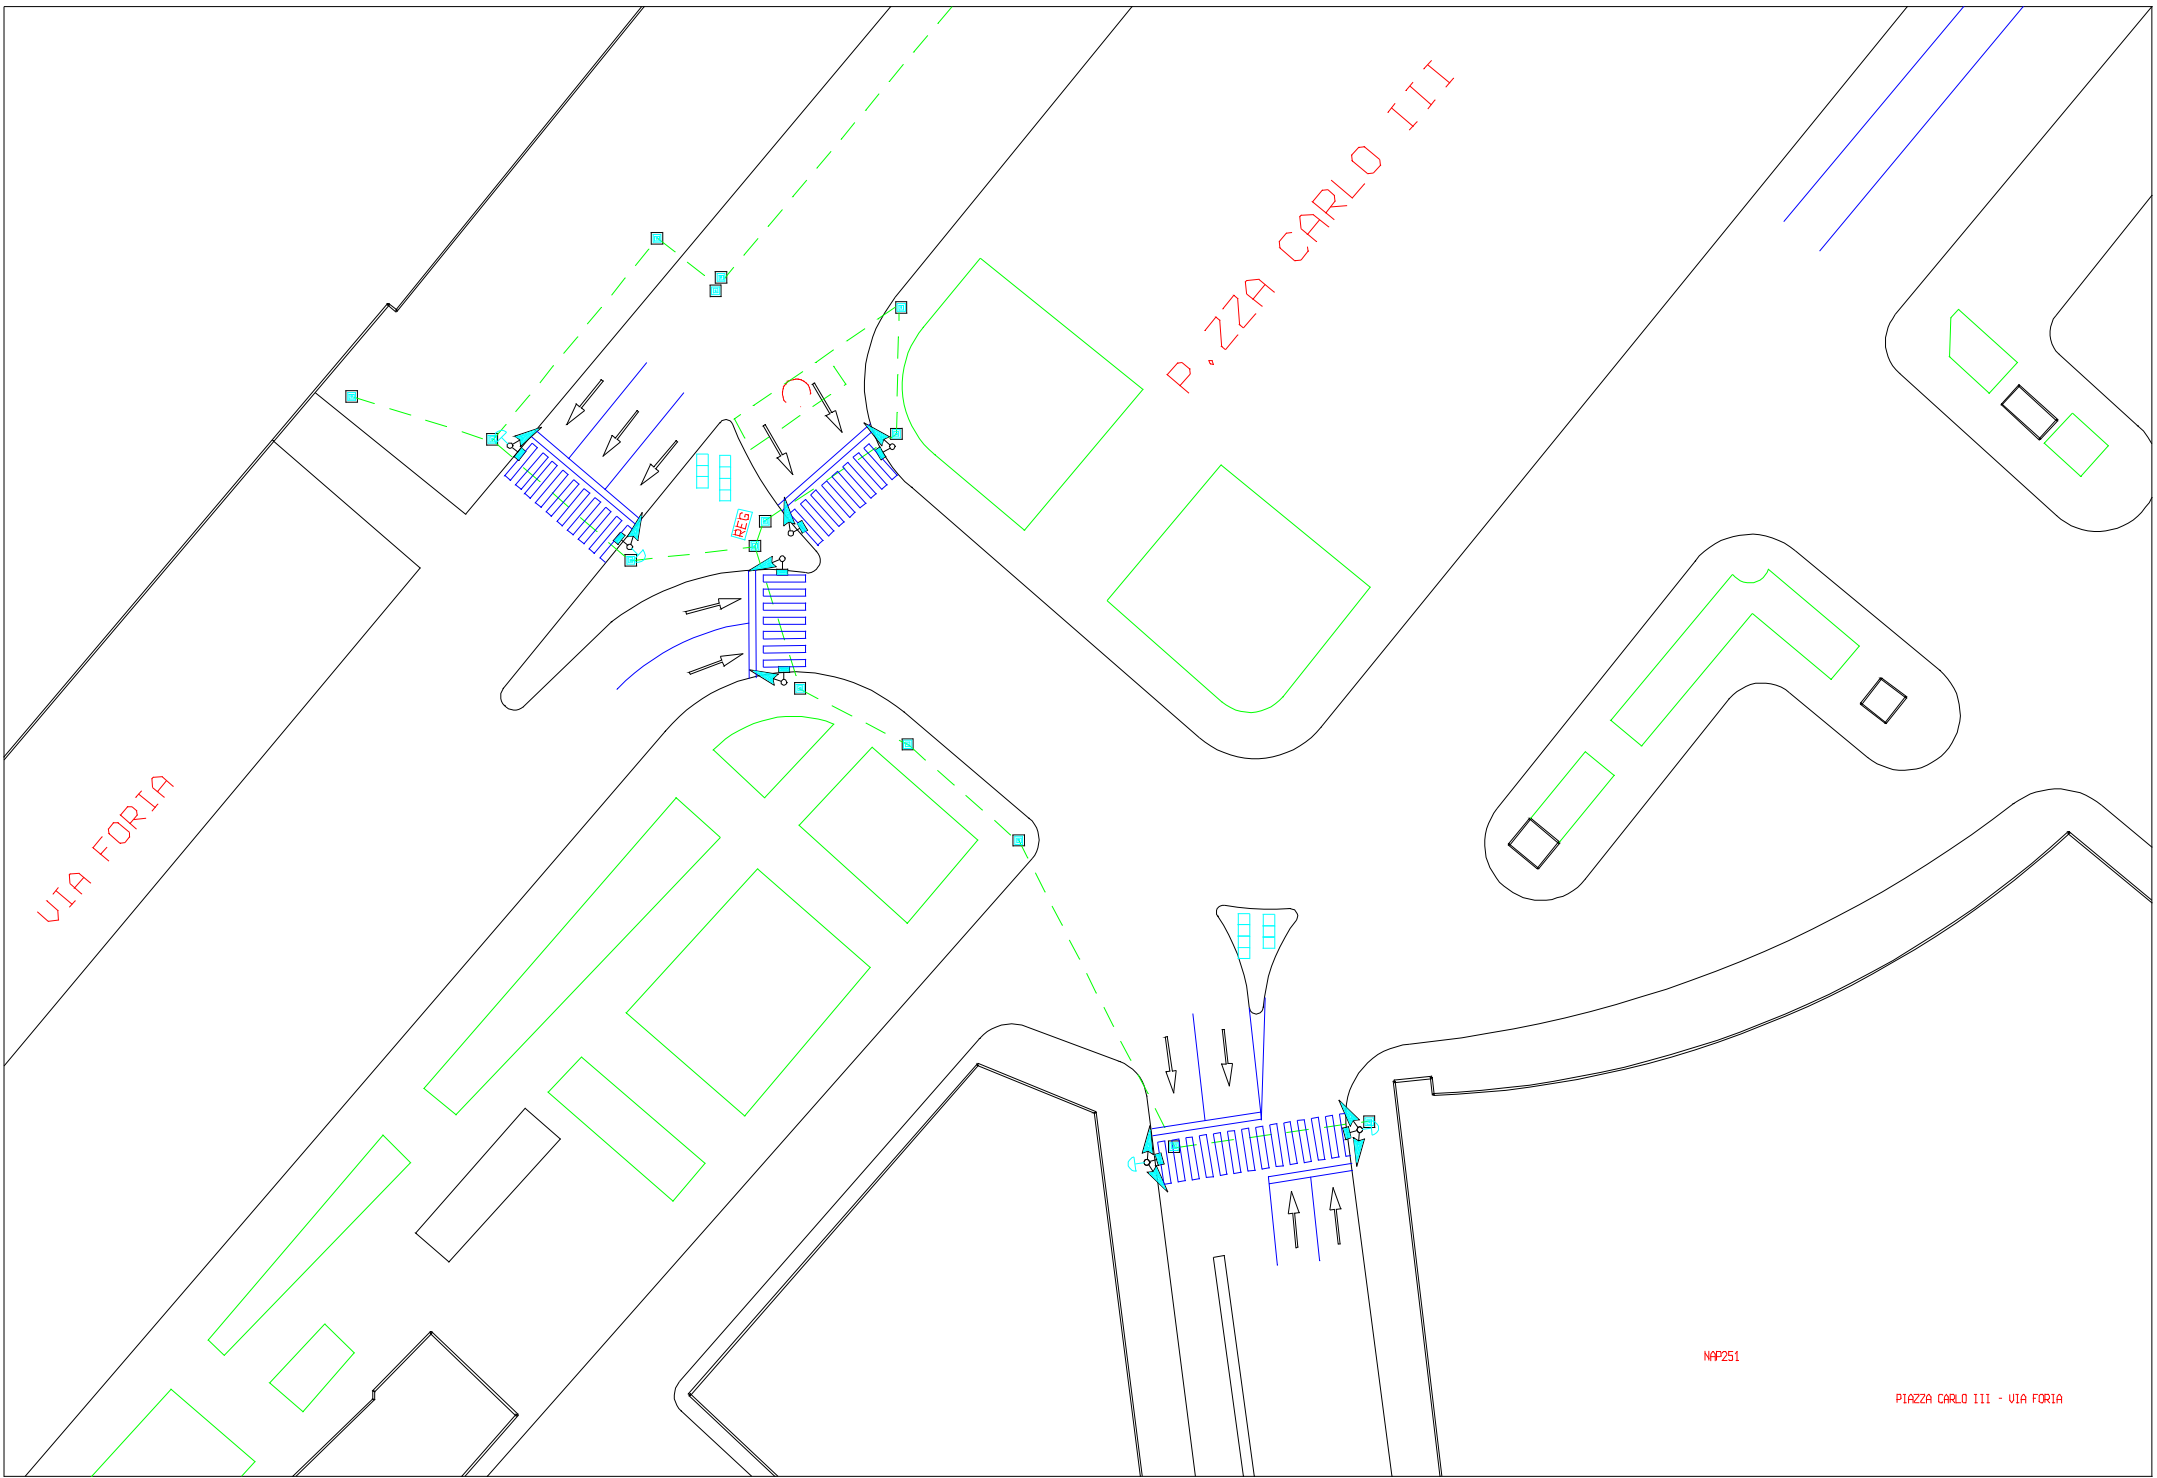 P.ZZA CARLO III
C
REG
VIA FORIA
NAP251
PIAZZA CARLO III - VIA FORIA